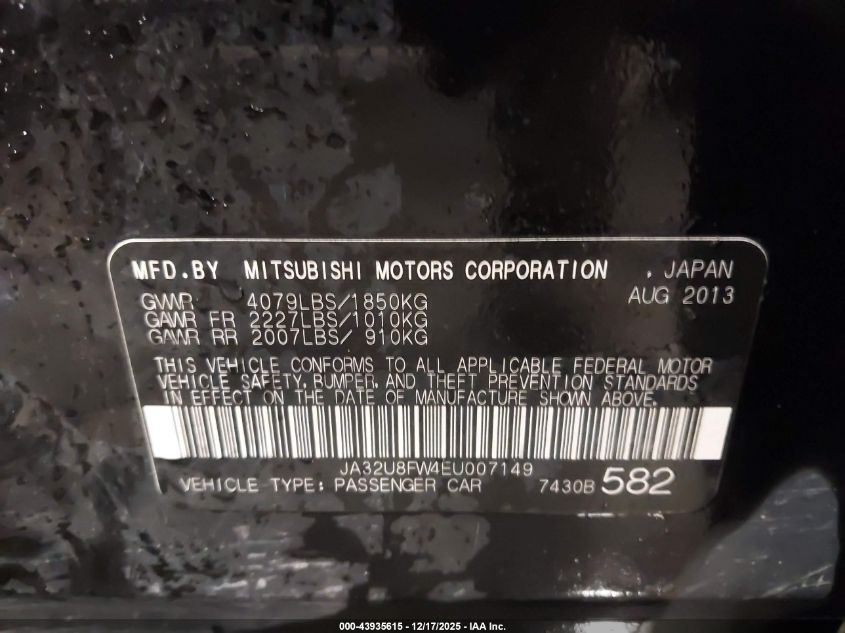 MFD.BY MITSUBISHI MOTORS CORPORATION . JAPAN
AUG 2013
GVWR 4079LBS/1850KG
GAWR FR 2227LBS/1010KG
GAWR RR 2007LBS/ 910KG
THIS VEHICLE CONFORMS TO ALL APPLICABLE FEDERAL MOTOR
VEHICLE SAFETY, BUMPER, AND THEFT PREVENTION STANDARDS
IN EFFECT ON THE DATE OF MANUFACTURE SHOWN ABOVE.
JA32U8FW4EU007149
VEHICLE TYPE: PASSENGER CAR 7430B 582
000-43935615 - 12/17/2025 - IAA Inc.